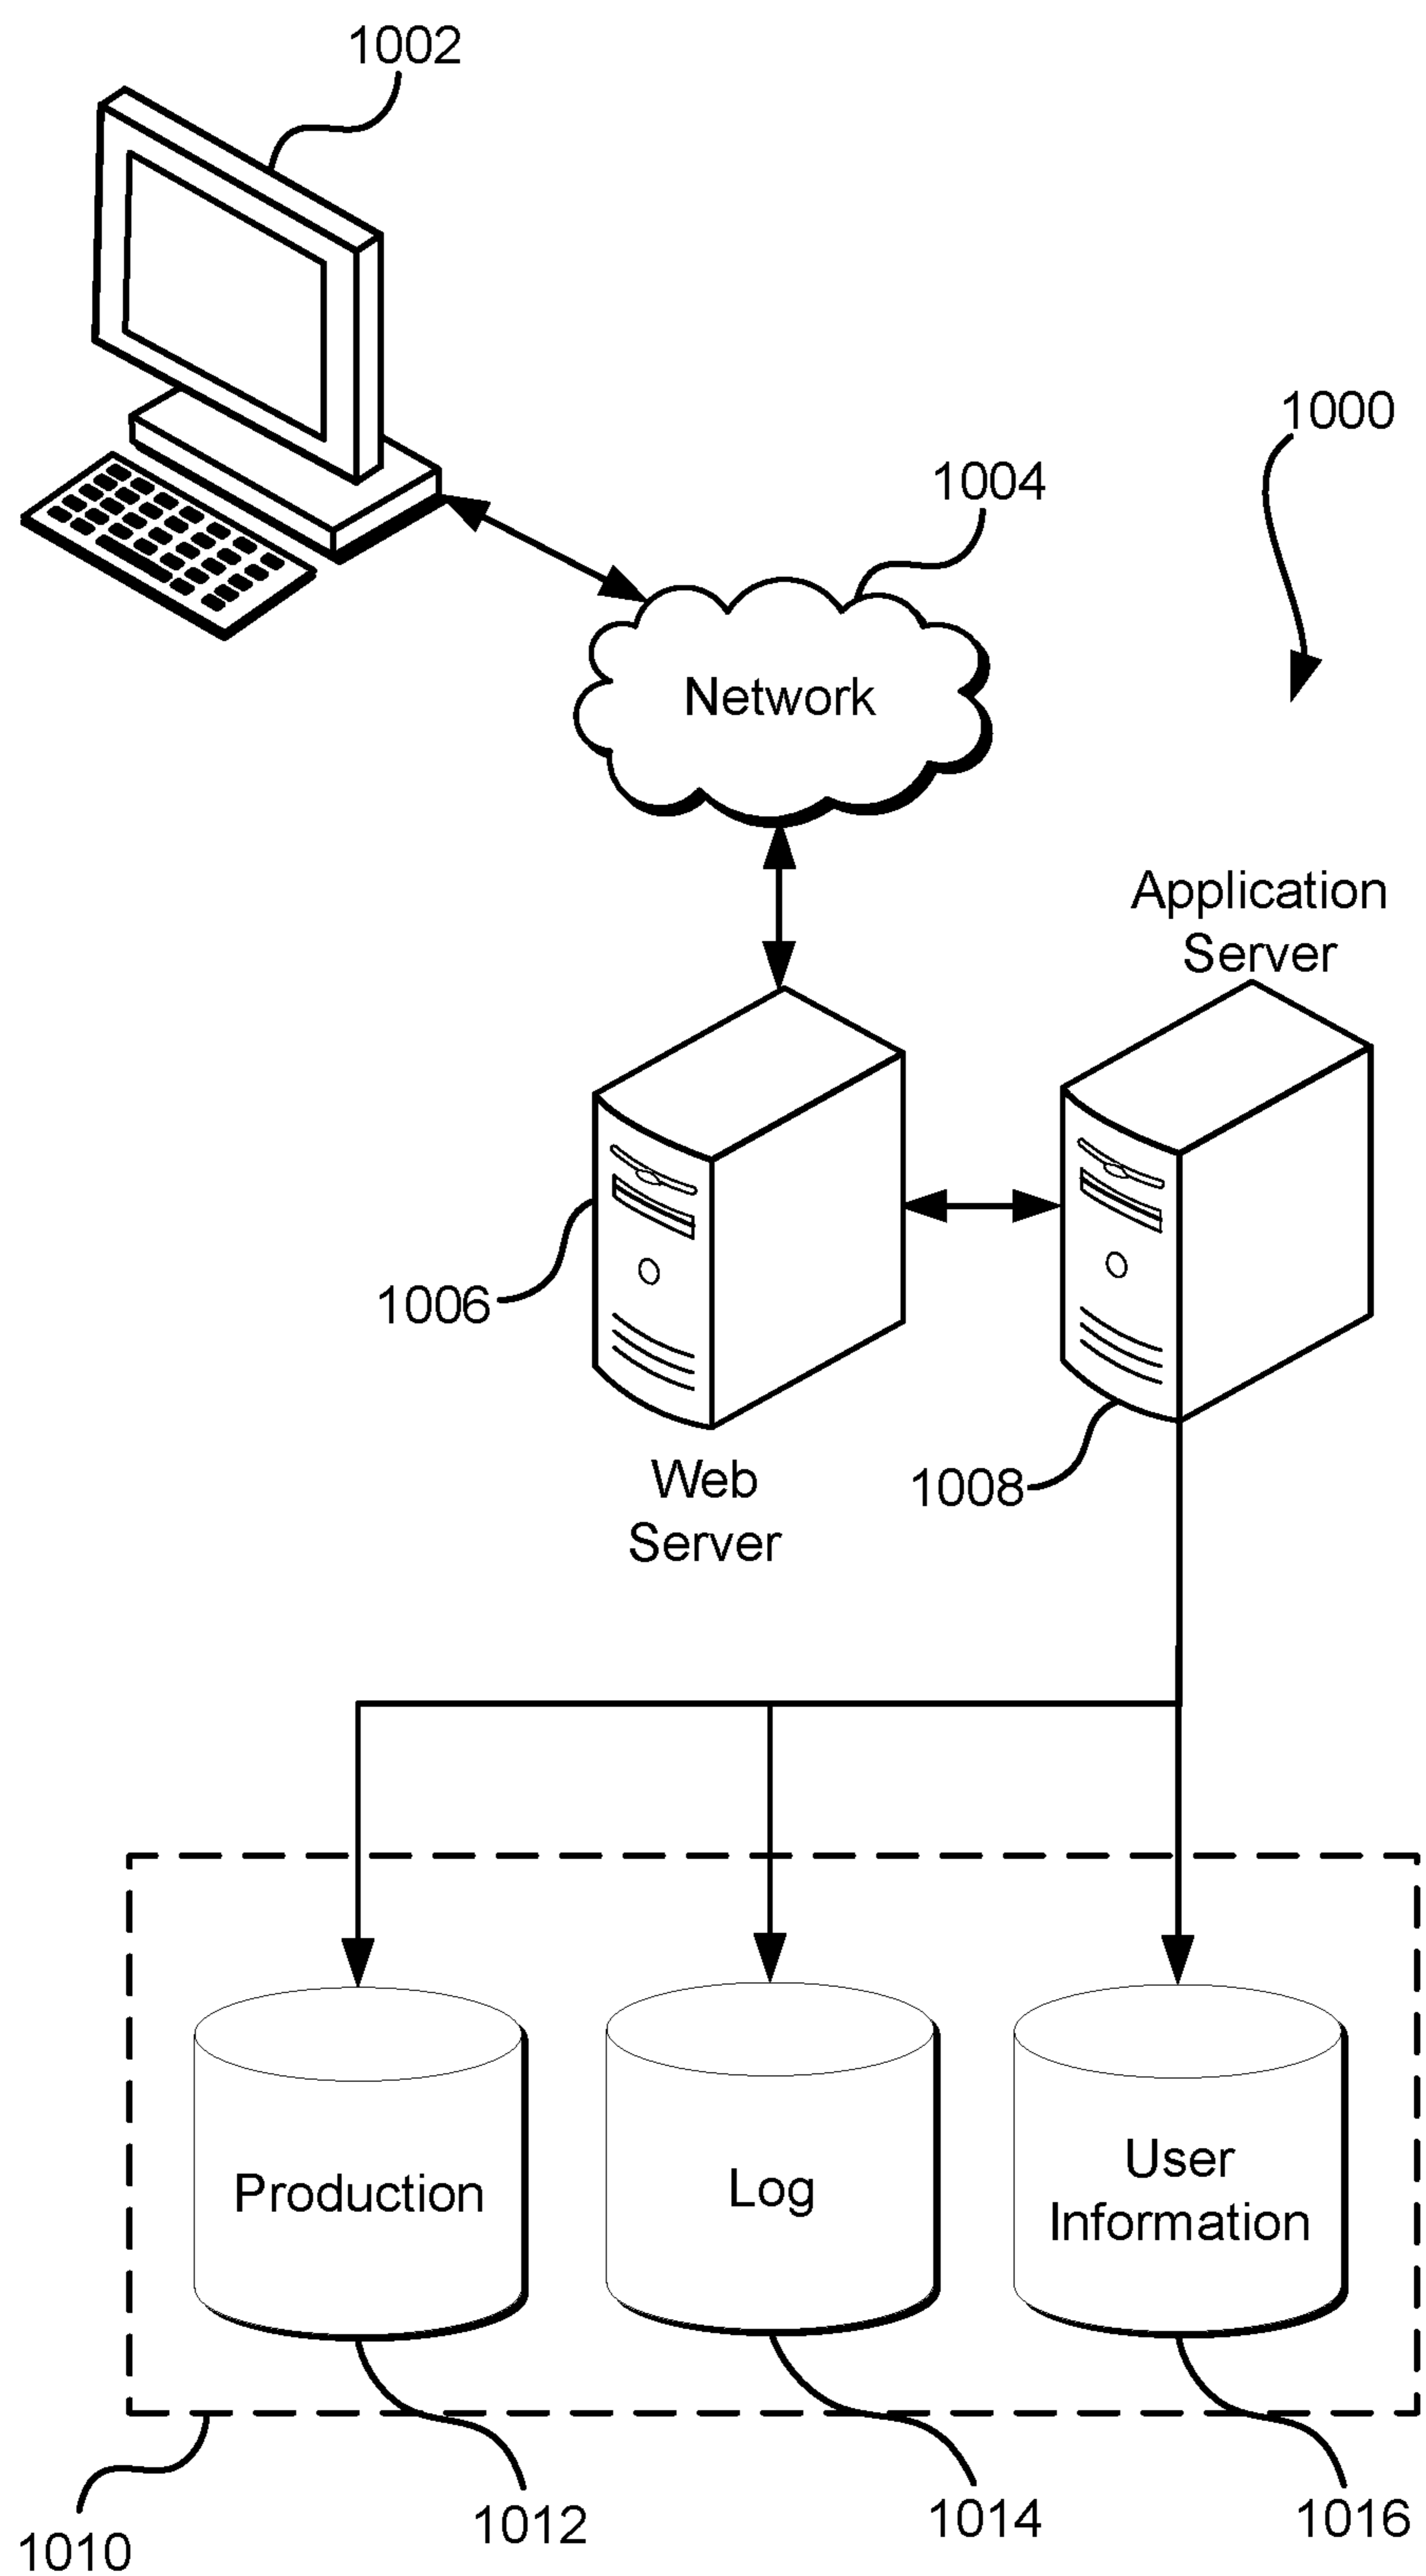 1002
1000
1004
Network
Application
Server
1006
1008
Web
Server
Production
Log
User
Information
1010
1012
1014
1016